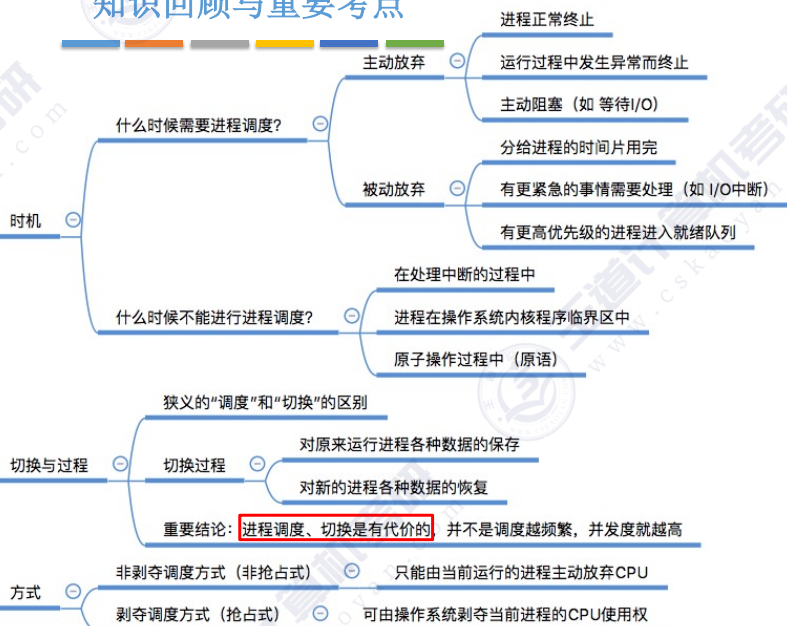 知识回顾与重要考点
进程正常终止
主动放弃
运行过程中发生异常而终止
主动阻塞（如 等待I/O）
什么时候需要进程调度？
分给进程的时间片用完
被动放弃
有更紧急的事情需要处理（如 I/O中断）
有更高优先级的进程进入就绪队列
时机
在处理中断的过程中
什么时候不能进行进程调度？
进程在操作系统内核程序临界区中
原子操作过程中（原语）
狭义的“调度”和“切换”的区别
对原来运行进程各种数据的保存
切换与过程
切换过程
对新的进程各种数据的恢复
重要结论：进程调度、切换是有代价的，并不是调度越频繁，并发度就越高
非剥夺调度方式（非抢占式）
只能由当前运行的进程主动放弃CPU
方式
剥夺调度方式（抢占式）
可由操作系统剥夺当前进程的CPU使用权